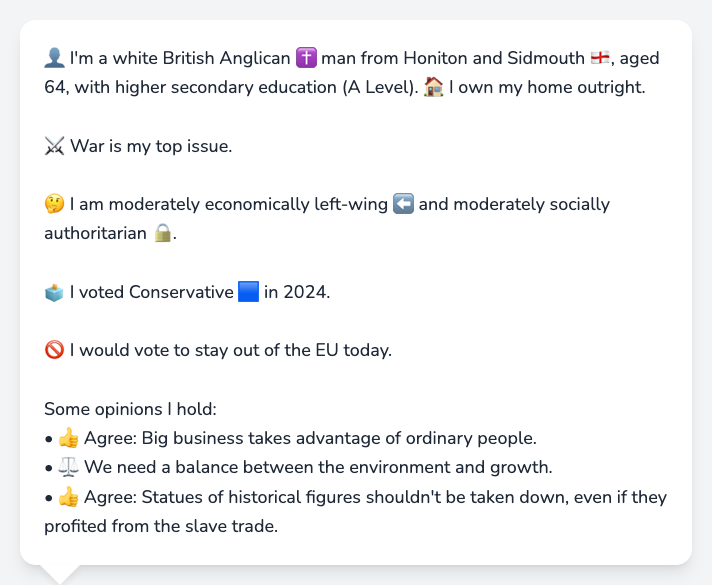 👤 I'm a white British Anglican ✝️ man from Honiton and Sidmouth 🏴󠁧󠁢󠁥󠁮󠁧󠁿, aged
64, with higher secondary education (A Level). 🏠 I own my home outright.
⚔️ War is my top issue.
🤔 I am moderately economically left-wing ⬅️ and moderately socially
authoritarian 🔒.
🗳️ I voted Conservative 🟦 in 2024.
🚫 I would vote to stay out of the EU today.
Some opinions I hold:
• 👍 Agree: Big business takes advantage of ordinary people.
• ⚖️ We need a balance between the environment and growth.
• 👍 Agree: Statues of historical figures shouldn't be taken down, even if they
profited from the slave trade.